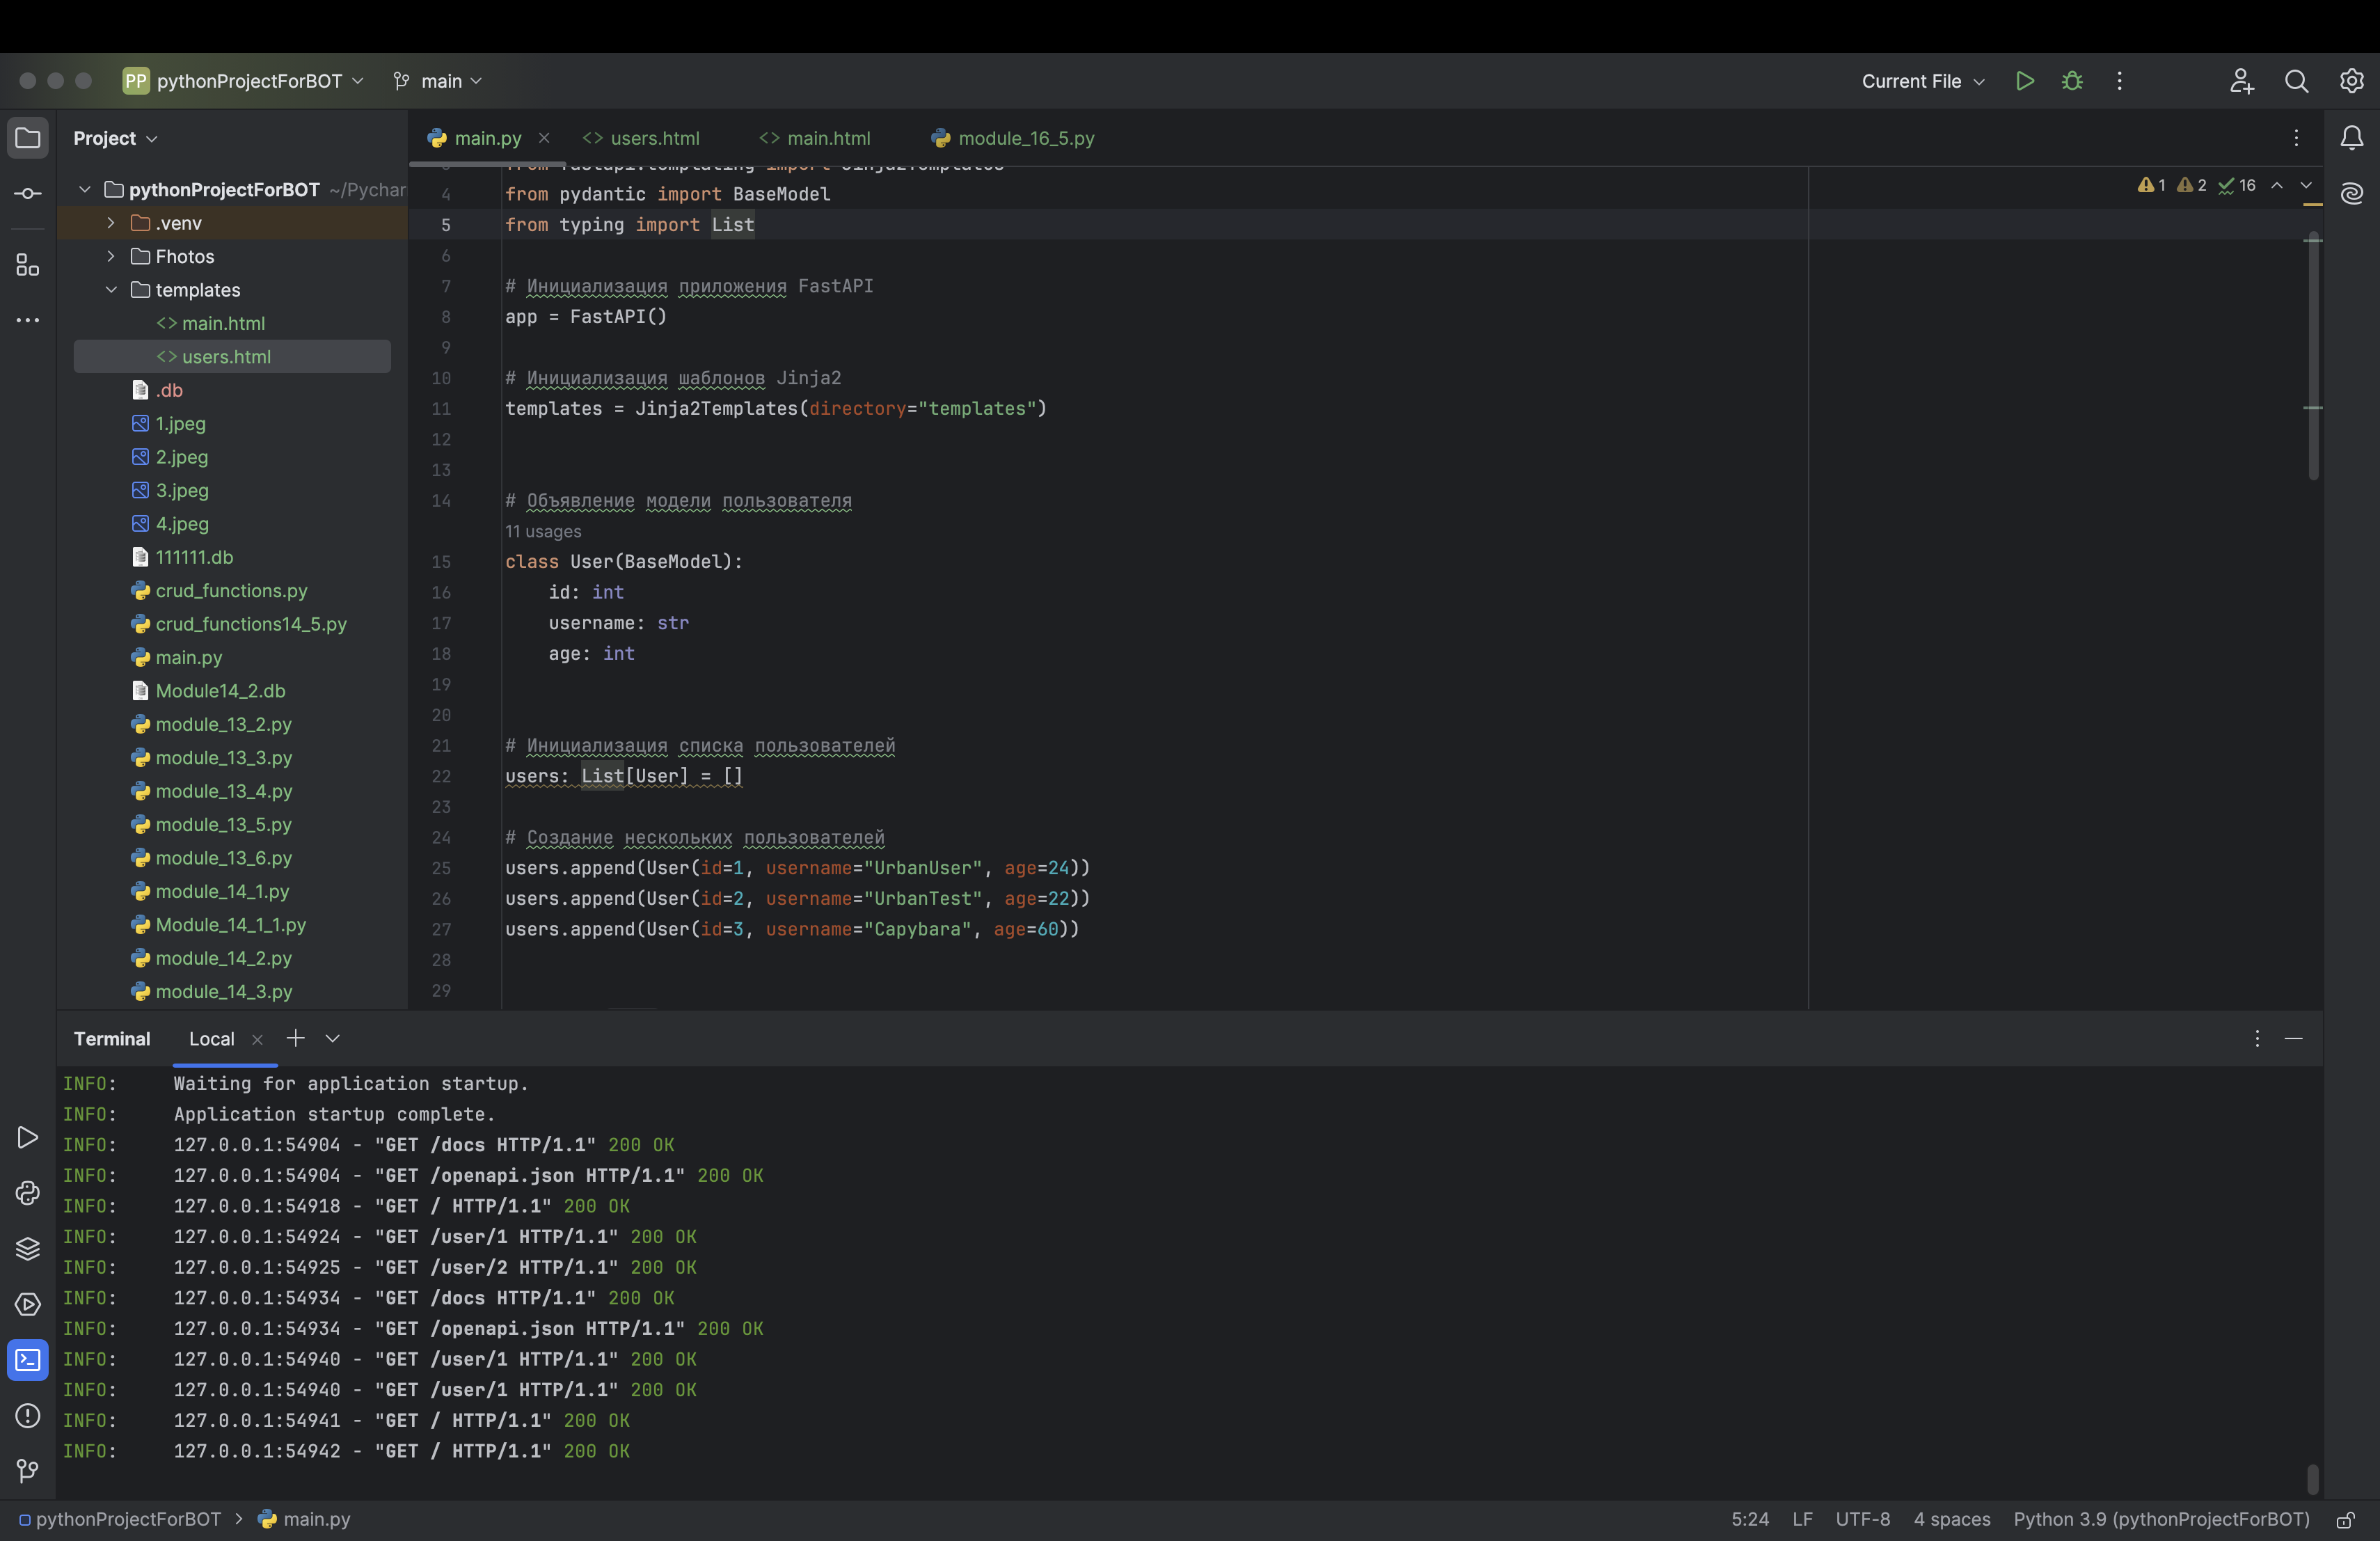 PP pythonProjectForBOT main Current File
Project
main.py users.html main.html module_16_5.py
pythonProjectForBOT ~/Pychar
.venv
Fhotos
templates
main.html
users.html
.db
1.jpeg
2.jpeg
3.jpeg
4.jpeg
111111.db
crud_functions.py
crud_functions14_5.py
main.py
Module14_2.db
module_13_2.py
module_13_3.py
module_13_4.py
module_13_5.py
module_13_6.py
module_14_1.py
Module_14_1_1.py
module_14_2.py
module_14_3.py
1 2 16
3 from fastapi.templating import Jinja2Templates
4 from pydantic import BaseModel
5 from typing import List
6
7 # Инициализация приложения FastAPI
8 app = FastAPI()
9
10 # Инициализация шаблонов Jinja2
11 templates = Jinja2Templates(directory="templates")
12
13
14 # Объявление модели пользователя
11 usages
15 class User(BaseModel):
16 id: int
17 username: str
18 age: int
19
20
21 # Инициализация списка пользователей
22 users: List[User] = []
23
24 # Создание нескольких пользователей
25 users.append(User(id=1, username="UrbanUser", age=24))
26 users.append(User(id=2, username="UrbanTest", age=22))
27 users.append(User(id=3, username="Capybara", age=60))
28
29
Terminal Local
INFO: Waiting for application startup.
INFO: Application startup complete.
INFO: 127.0.0.1:54904 - "GET /docs HTTP/1.1" 200 OK
INFO: 127.0.0.1:54904 - "GET /openapi.json HTTP/1.1" 200 OK
INFO: 127.0.0.1:54918 - "GET / HTTP/1.1" 200 OK
INFO: 127.0.0.1:54924 - "GET /user/1 HTTP/1.1" 200 OK
INFO: 127.0.0.1:54925 - "GET /user/2 HTTP/1.1" 200 OK
INFO: 127.0.0.1:54934 - "GET /docs HTTP/1.1" 200 OK
INFO: 127.0.0.1:54934 - "GET /openapi.json HTTP/1.1" 200 OK
INFO: 127.0.0.1:54940 - "GET /user/1 HTTP/1.1" 200 OK
INFO: 127.0.0.1:54940 - "GET /user/1 HTTP/1.1" 200 OK
INFO: 127.0.0.1:54941 - "GET / HTTP/1.1" 200 OK
INFO: 127.0.0.1:54942 - "GET / HTTP/1.1" 200 OK
pythonProjectForBOT > main.py 5:24 LF UTF-8 4 spaces Python 3.9 (pythonProjectForBOT)